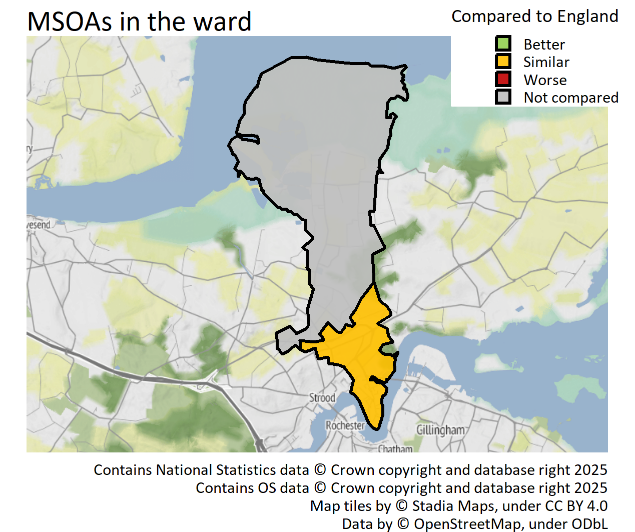 MSOAs in the ward
Compared to England
Better
Similar
Worse
Not compared
Strood
Rochester
Gillingham
Chatham
Contains National Statistics data © Crown copyright and database right 2025
Contains OS data © Crown copyright and database right 2025
Map tiles by © Stadia Maps, under CC BY 4.0
Data by © OpenStreetMap, under ODbL